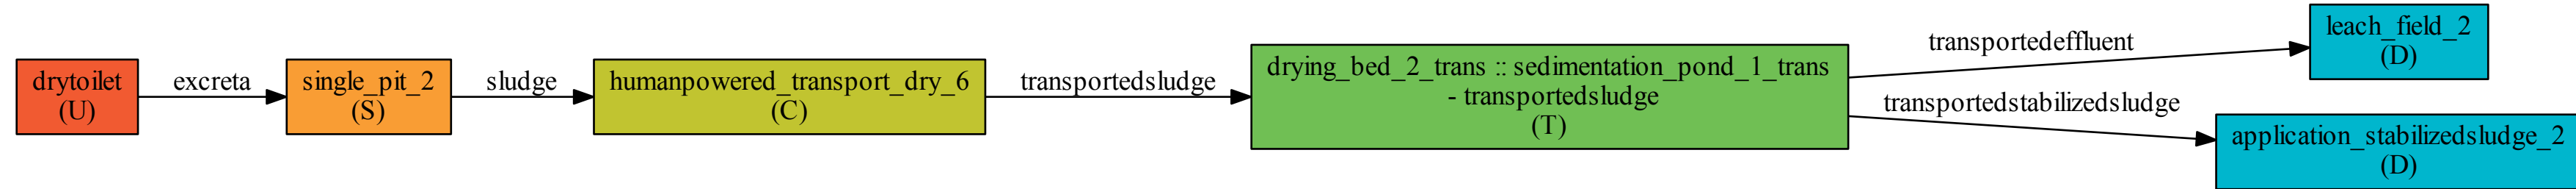 drytoilet
(U)
excreta
single_pit_2
(S)
sludge
humanpowered_transport_dry_6
(C)
transportedsludge
drying_bed_2_trans :: sedimentation_pond_1_trans
- transportedsludge
(T)
transportedeffluent
leach_field_2
(D)
transportedstabilizedsludge
application_stabilizedsludge_2
(D)